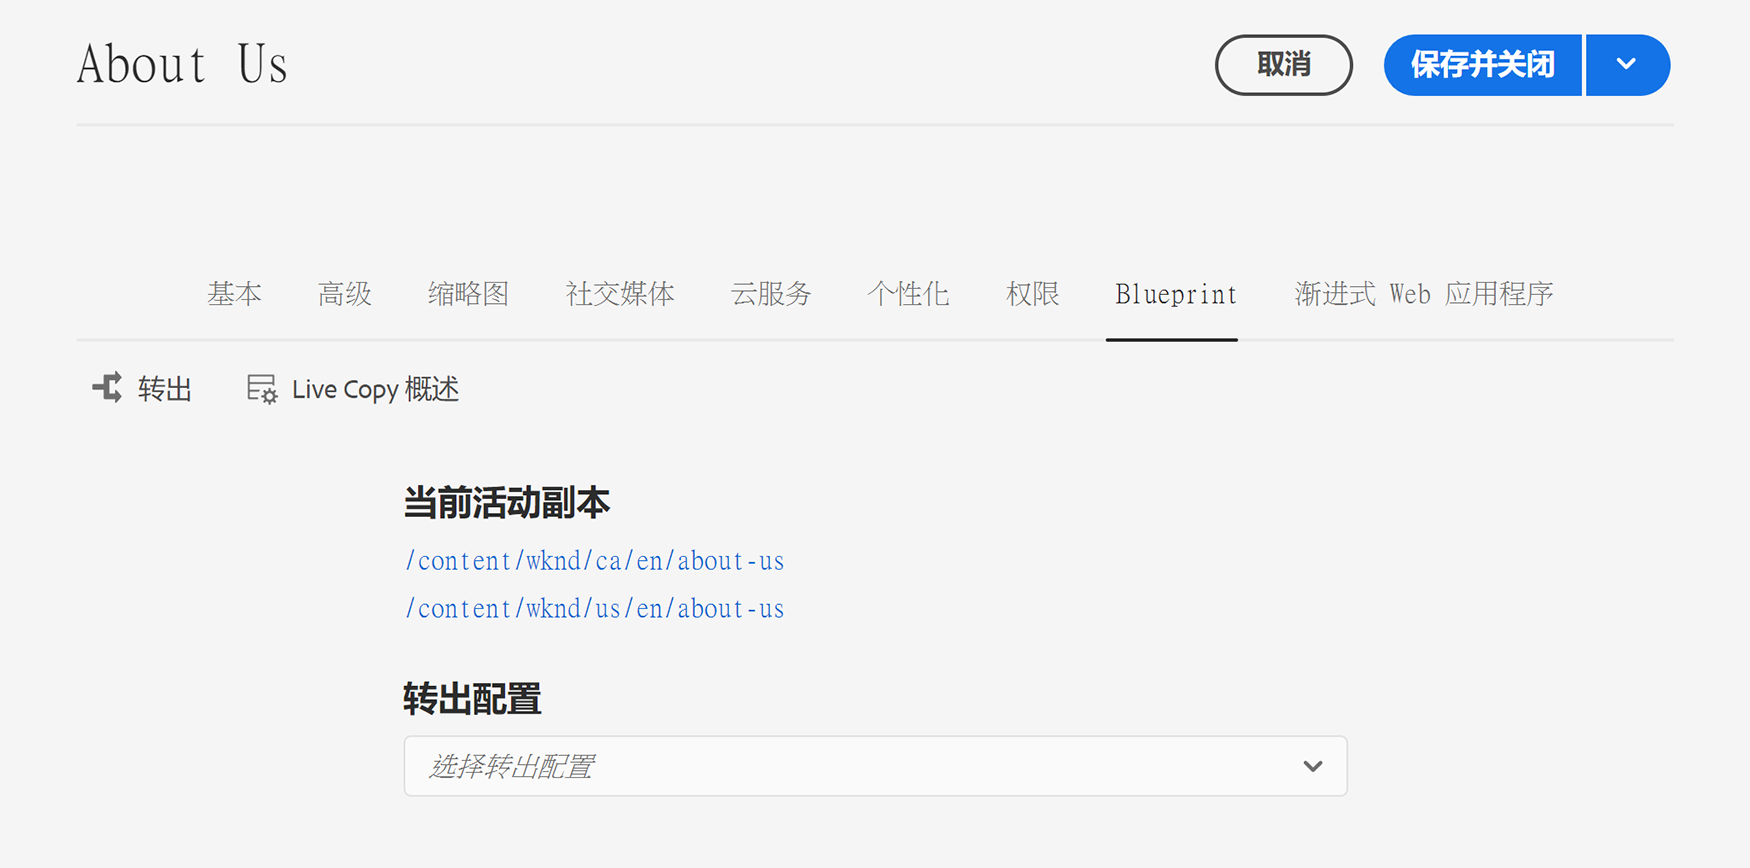 About Us
取消
保存并关闭
基本 高级 缩略图 社交媒体 云服务 个性化 权限 Blueprint 渐进式 Web 应用程序
转出 Live Copy 概述
当前活动副本
/content/wknd/ca/en/about-us
/content/wknd/us/en/about-us
转出配置
选择转出配置